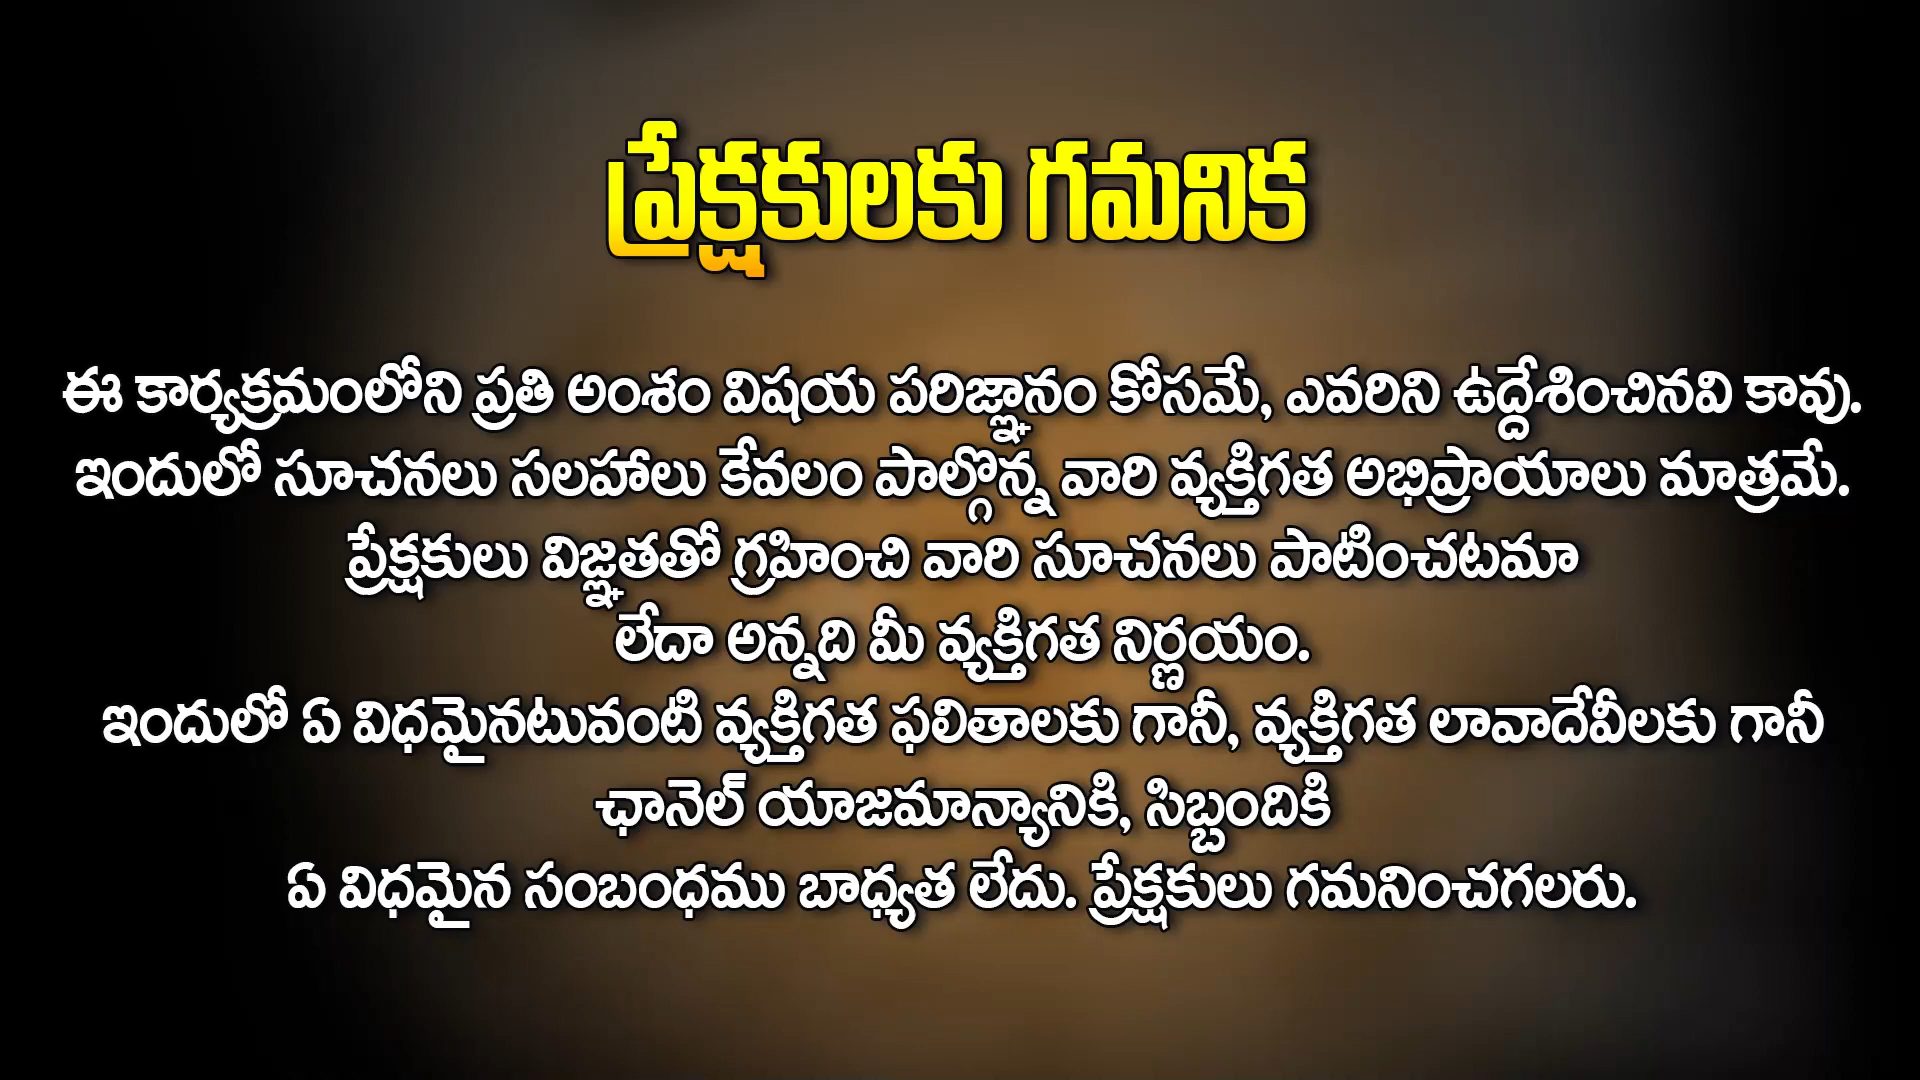 ప్రేక్షకులకు గమనిక
ఈ కార్యక్రమంలోని ప్రతి అంశం విషయ పరిజ్ఞానం కోసమే, ఎవరిని ఉద్దేశించినవి కావు.
ఇందులో సూచనలు సలహాలు కేవలం పాల్గొన్న వారి వ్యక్తిగత అభిప్రాయాలు మాత్రమే.
ప్రేక్షకులు విజ్ఞతతో గ్రహించి వారి సూచనలు పాటించటమా
లేదా అన్నది మీ వ్యక్తిగత నిర్ణయం.
ఇందులో ఏ విధమైనటువంటి వ్యక్తిగత ఫలితాలకు గానీ, వ్యక్తిగత లావాదేవీలకు గానీ
ఛానెల్ యాజమాన్యానికి, సిబ్బందికి
ఏ విధమైన సంబంధము బాధ్యత లేదు. ప్రేక్షకులు గమనించగలరు.